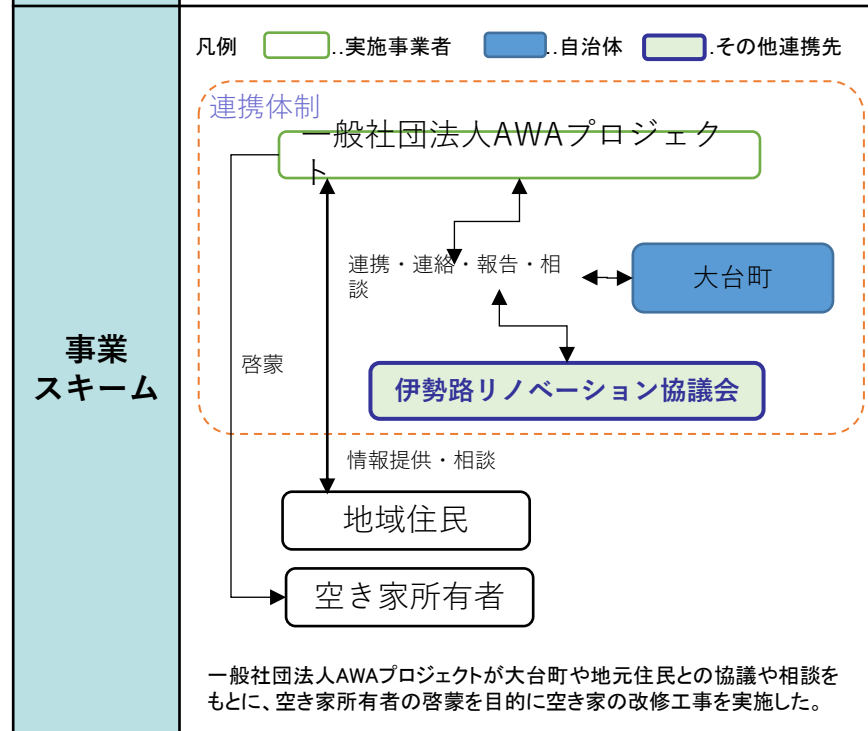 事業
スキーム
凡例
..実施事業者
..自治体
.その他連携先
連携体制
一般社団法人AWAプロジェク
ト
連携・連絡・報告・相
談
大台町
啓蒙
伊勢路リノベーション協議会
情報提供・相談
地域住民
空き家所有者
一般社団法人AWAプロジェクトが大台町や地元住民との協議や相談を
もとに、空き家所有者の啓蒙を目的に空き家の改修工事を実施した。